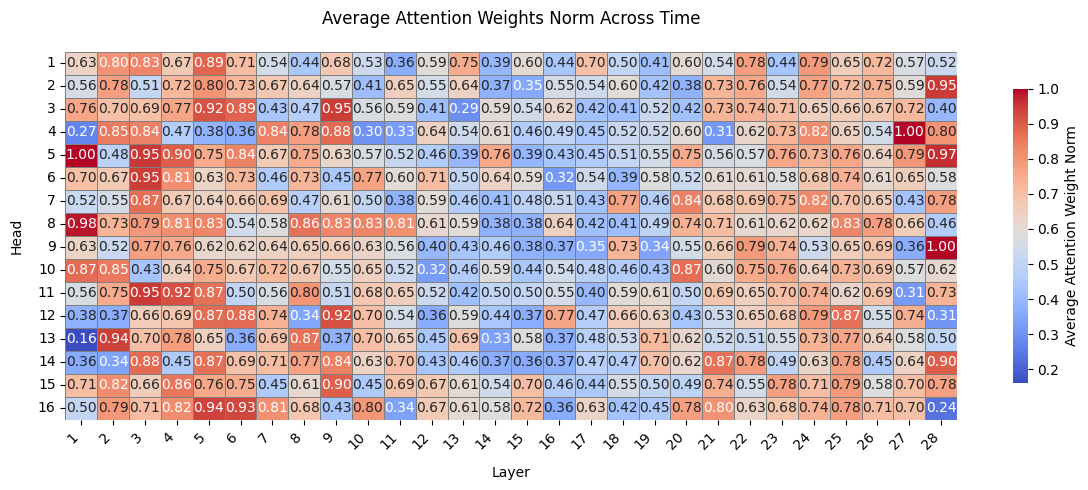 Average Attention Weights Norm Across Time
1 0.63 0.80 0.83 0.67 0.89 0.71 0.54 0.44 0.68 0.53 0.36 0.59 0.75 0.39 0.60 0.44 0.70 0.50 0.41 0.60 0.54 0.78 0.44 0.79 0.65 0.72 0.57 0.52
2 0.56 0.78 0.51 0.72 0.80 0.73 0.67 0.64 0.57 0.41 0.65 0.55 0.64 0.37 0.35 0.55 0.54 0.60 0.42 0.38 0.73 0.76 0.54 0.77 0.72 0.75 0.59 0.95
3 0.76 0.70 0.69 0.77 0.92 0.89 0.43 0.47 0.95 0.56 0.59 0.41 0.29 0.59 0.54 0.62 0.42 0.41 0.52 0.42 0.73 0.74 0.71 0.65 0.66 0.67 0.72 0.40
4 0.27 0.85 0.84 0.47 0.38 0.36 0.84 0.78 0.88 0.30 0.33 0.64 0.54 0.61 0.46 0.49 0.45 0.52 0.52 0.60 0.31 0.62 0.73 0.82 0.65 0.54 1.00 0.80
5 1.00 0.48 0.95 0.90 0.75 0.84 0.67 0.75 0.63 0.57 0.52 0.46 0.39 0.76 0.39 0.43 0.45 0.51 0.55 0.75 0.56 0.57 0.76 0.73 0.76 0.64 0.79 0.97
6 0.70 0.67 0.95 0.81 0.63 0.73 0.46 0.73 0.45 0.77 0.60 0.71 0.50 0.64 0.59 0.32 0.54 0.39 0.58 0.52 0.61 0.61 0.58 0.68 0.74 0.61 0.65 0.58
7 0.52 0.55 0.87 0.67 0.64 0.66 0.69 0.47 0.61 0.50 0.38 0.59 0.46 0.41 0.48 0.51 0.43 0.77 0.46 0.84 0.68 0.69 0.75 0.82 0.70 0.65 0.43 0.78
8 0.98 0.73 0.79 0.81 0.83 0.54 0.58 0.86 0.83 0.83 0.81 0.61 0.59 0.38 0.38 0.64 0.42 0.41 0.49 0.74 0.71 0.61 0.62 0.62 0.83 0.78 0.66 0.46
9 0.63 0.52 0.77 0.76 0.62 0.62 0.64 0.65 0.66 0.63 0.56 0.40 0.43 0.46 0.38 0.37 0.35 0.73 0.34 0.55 0.66 0.79 0.74 0.53 0.65 0.69 0.36 1.00
10 0.87 0.85 0.43 0.64 0.75 0.67 0.72 0.67 0.55 0.65 0.52 0.32 0.46 0.59 0.44 0.54 0.48 0.46 0.43 0.87 0.60 0.75 0.76 0.64 0.73 0.69 0.57 0.62
11 0.56 0.75 0.95 0.92 0.87 0.50 0.56 0.80 0.51 0.68 0.65 0.52 0.42 0.50 0.50 0.55 0.40 0.59 0.61 0.50 0.69 0.65 0.70 0.74 0.62 0.69 0.31 0.73
12 0.38 0.37 0.66 0.69 0.87 0.88 0.74 0.34 0.92 0.70 0.54 0.36 0.59 0.44 0.37 0.77 0.47 0.66 0.63 0.43 0.53 0.65 0.68 0.79 0.87 0.55 0.74 0.31
13 0.16 0.94 0.70 0.78 0.65 0.36 0.69 0.87 0.37 0.70 0.65 0.45 0.69 0.33 0.58 0.37 0.48 0.53 0.71 0.62 0.52 0.51 0.55 0.73 0.77 0.64 0.58 0.50
14 0.36 0.34 0.88 0.45 0.87 0.69 0.71 0.77 0.84 0.63 0.70 0.43 0.46 0.37 0.36 0.37 0.47 0.47 0.70 0.62 0.87 0.78 0.49 0.63 0.78 0.45 0.64 0.90
15 0.71 0.82 0.66 0.86 0.76 0.75 0.45 0.61 0.90 0.45 0.69 0.67 0.61 0.54 0.70 0.46 0.44 0.55 0.50 0.49 0.74 0.55 0.78 0.71 0.79 0.58 0.70 0.78
16 0.50 0.79 0.71 0.82 0.94 0.93 0.81 0.68 0.43 0.80 0.34 0.67 0.61 0.58 0.72 0.36 0.63 0.42 0.45 0.78 0.80 0.63 0.68 0.74 0.78 0.71 0.70 0.24
1 2 3 4 5 6 7 8 9 10 11 12 13 14 15 16 17 18 19 20 21 22 23 24 25 26 27 28
Layer
Head
1.0
0.9
0.8
0.7
0.6
0.5
0.4
0.3
0.2
Average Attention Weight Norm